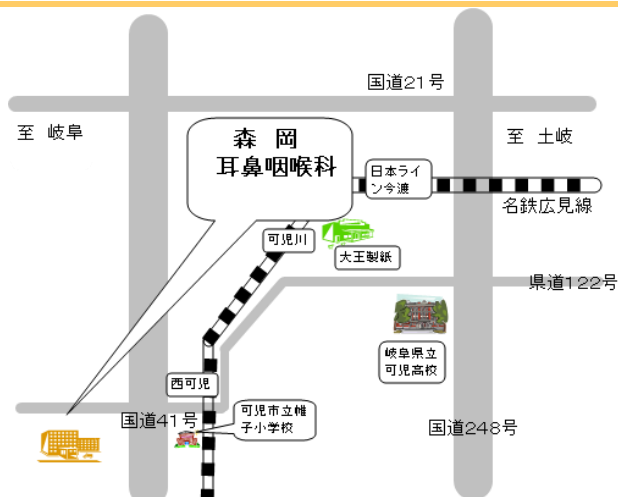 国道21号
至 岐阜
至 土岐
森 岡
耳鼻咽喉科
日本ライ
ン今渡
名鉄広見線
可児川
大王製紙
県道122号
岐阜県立
可児高校
西可児
可児市立帷
子小学校
国道41号
国道248号